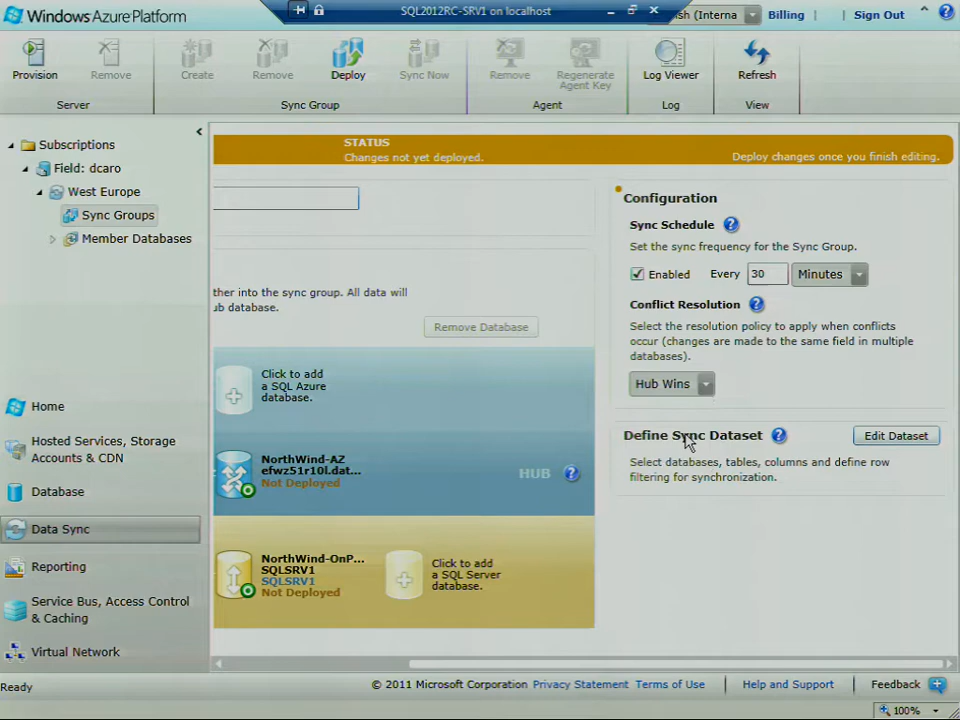 Windows Azure Platform
SQL2012RC-SRV1 on localhost
sh (Interna
Billing
Sign Out
Provision
Remove
Create
Remove
Deploy
Sync Now
Remove
Regenerate
Agent Key
Log Viewer
Refresh
Server
Sync Group
Agent
Log
View
Subscriptions
Field: dcaro
West Europe
Sync Groups
Member Databases
Home
Hosted Services, Storage
Accounts & CDN
Database
Data Sync
Reporting
Service Bus, Access Control
& Caching
Virtual Network
STATUS
Changes not yet deployed.
Deploy changes once you finish editing.
ther into the sync group. All data will
ub database.
Remove Database
Click to add
a SQL Azure
database.
NorthWind-AZ
efwz51r10l.dat...
Not Deployed
HUB
NorthWind-OnP...
SQLSRV1
SQLSRV1
Not Deployed
Click to add
a SQL Server
database.
Configuration
Sync Schedule
Set the sync frequency for the Sync Group.
Enabled Every 30 Minutes
Conflict Resolution
Select the resolution policy to apply when conflicts
occur (changes are made to the same field in multiple
databases).
Hub Wins
Define Sync Dataset
Edit Dataset
Select databases, tables, columns and define row
filtering for synchronization.
Ready
© 2011 Microsoft Corporation Privacy Statement Terms of Use
Help and Support
Feedback
100%